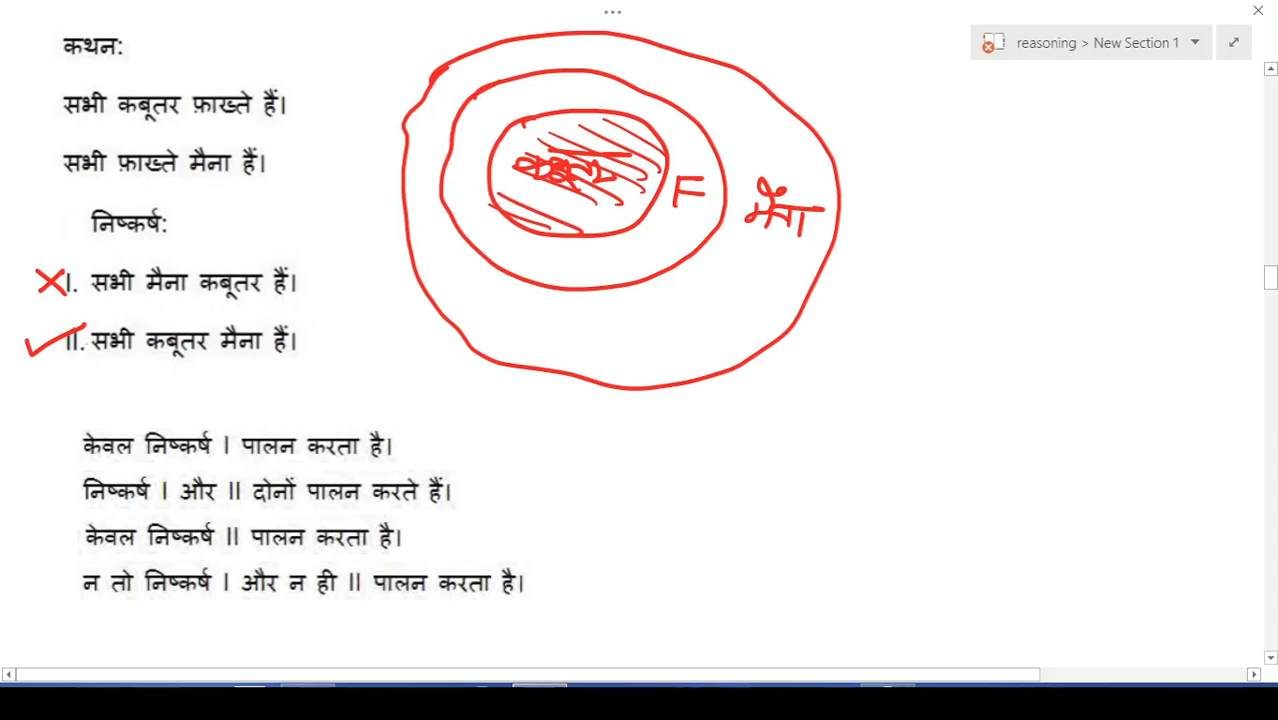 reasoning > New Section 1
कथन:
सभी कबूतर फ़ाख्ते हैं।
सभी फ़ाख्ते मैना हैं।
निष्कर्ष:
I. सभी मैना कबूतर हैं।
II. सभी कबूतर मैना हैं।
F
मैना
केवल निष्कर्ष I पालन करता है।
निष्कर्ष I और II दोनों पालन करते हैं।
केवल निष्कर्ष II पालन करता है।
न तो निष्कर्ष I और न ही II पालन करता है।